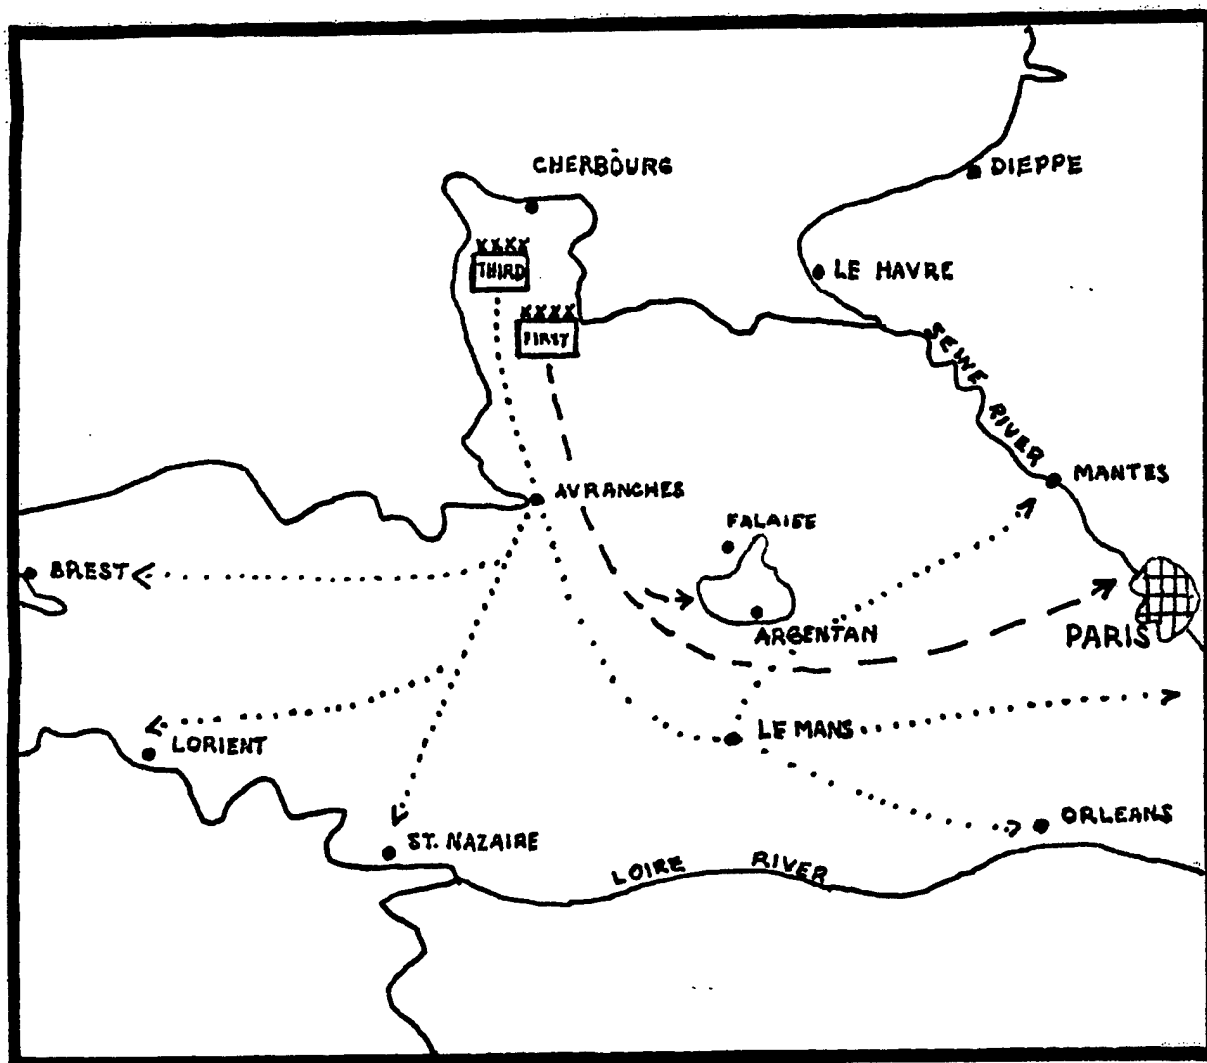 CHERBOURG
DIEPPE
XXXX
THIRD
LE HAVRE
XXXX
FIRST
SEINE RIVER
MANTES
AVRANCHES
FALAISE
BREST
ARGENTAN
PARIS
LE MANS
LORIENT
ORLEANS
ST. NAZAIRE
LOIRE RIVER